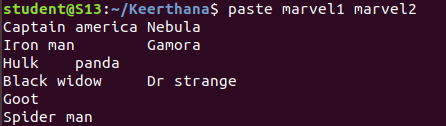 student@S13:~/Keerthana$ paste marvel1 marvel2
Captain america Nebula
Iron man        Gamora
Hulk    panda
Black widow     Dr strange
Goot
Spider man